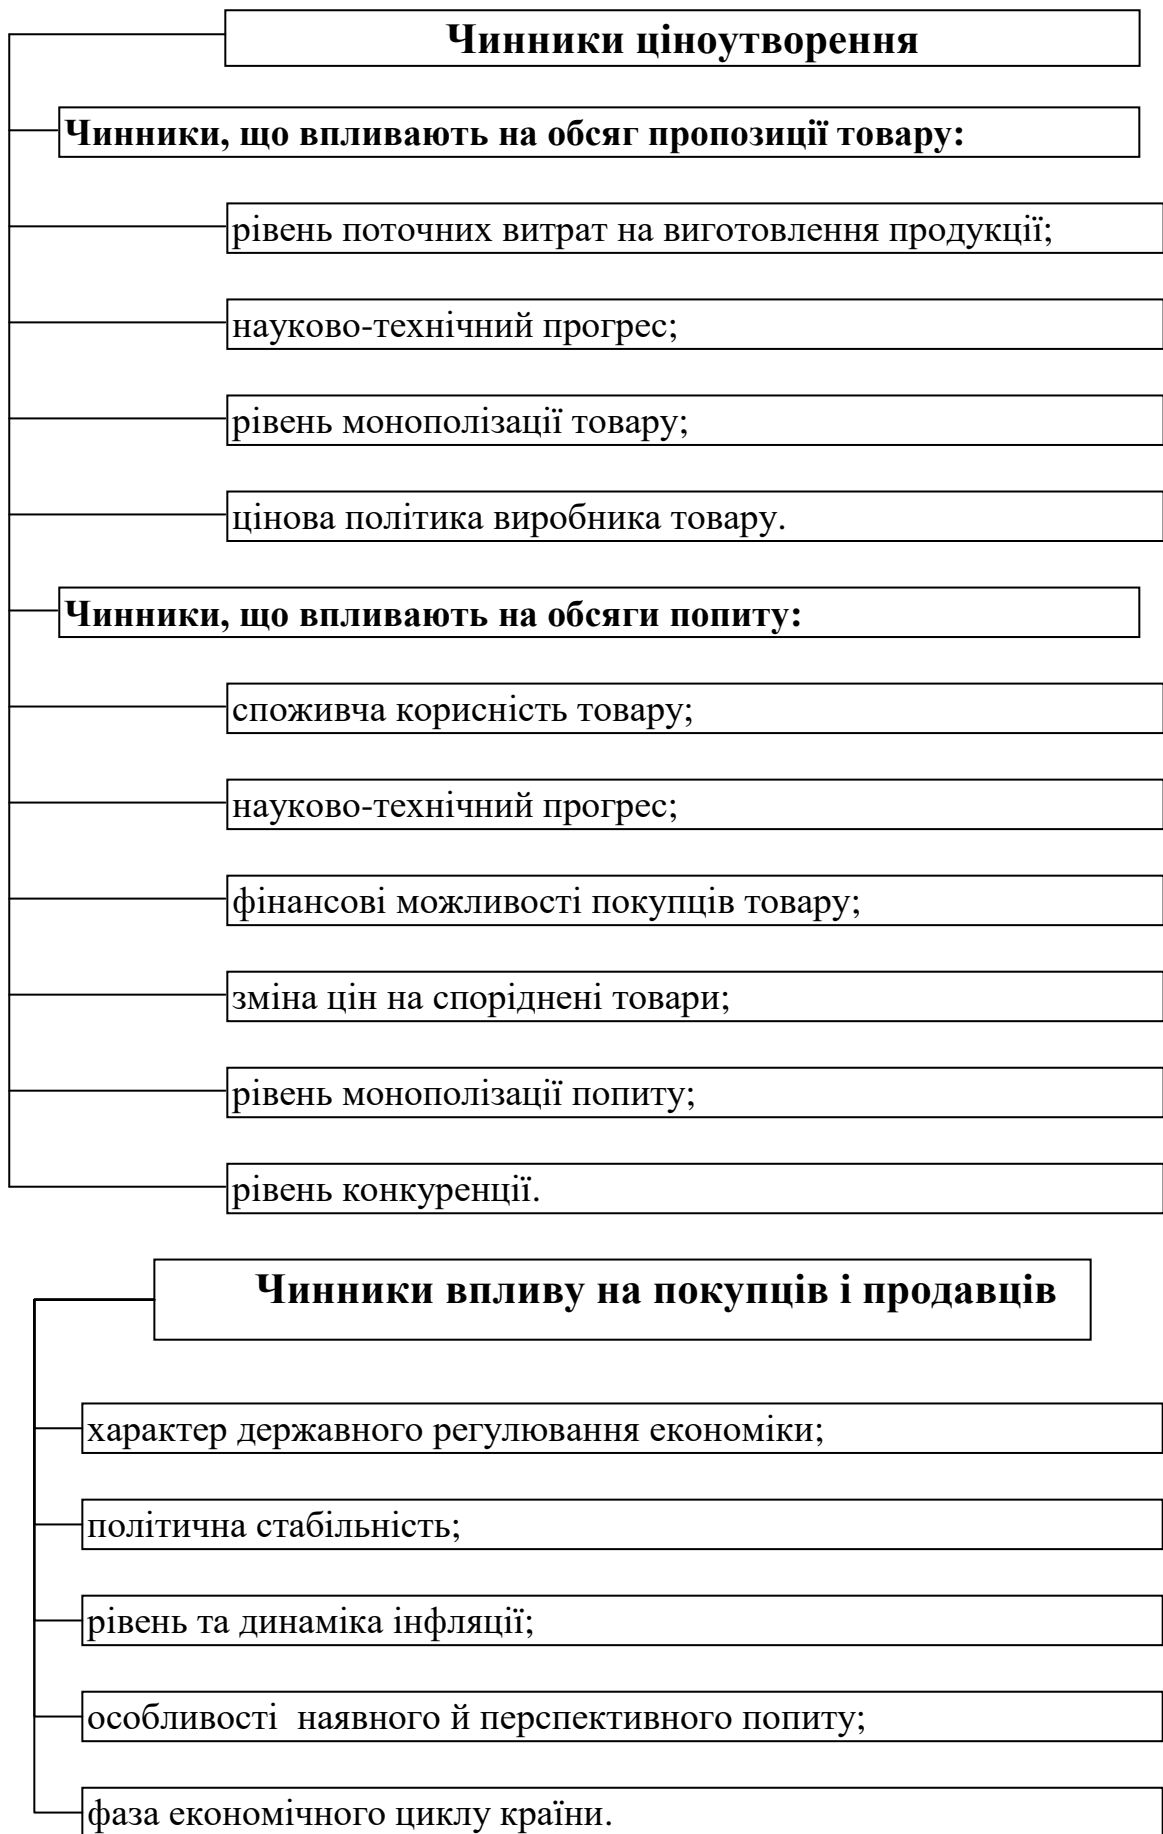 Чинники ціноутворення
Чинники, що впливають на обсяг пропозиції товару:
рівень поточних витрат на виготовлення продукції;
науково-технічний прогрес;
рівень монополізації товару;
цінова політика виробника товару.
Чинники, що впливають на обсяги попиту:
споживча корисність товару;
науково-технічний прогрес;
фінансові можливості покупців товару;
зміна цін на споріднені товари;
рівень монополізації попиту;
рівень конкуренції.
Чинники впливу на покупців і продавців
характер державного регулювання економіки;
політична стабільність;
рівень та динаміка інфляції;
особливості  наявного й перспективного попиту;
фаза економічного циклу країни.